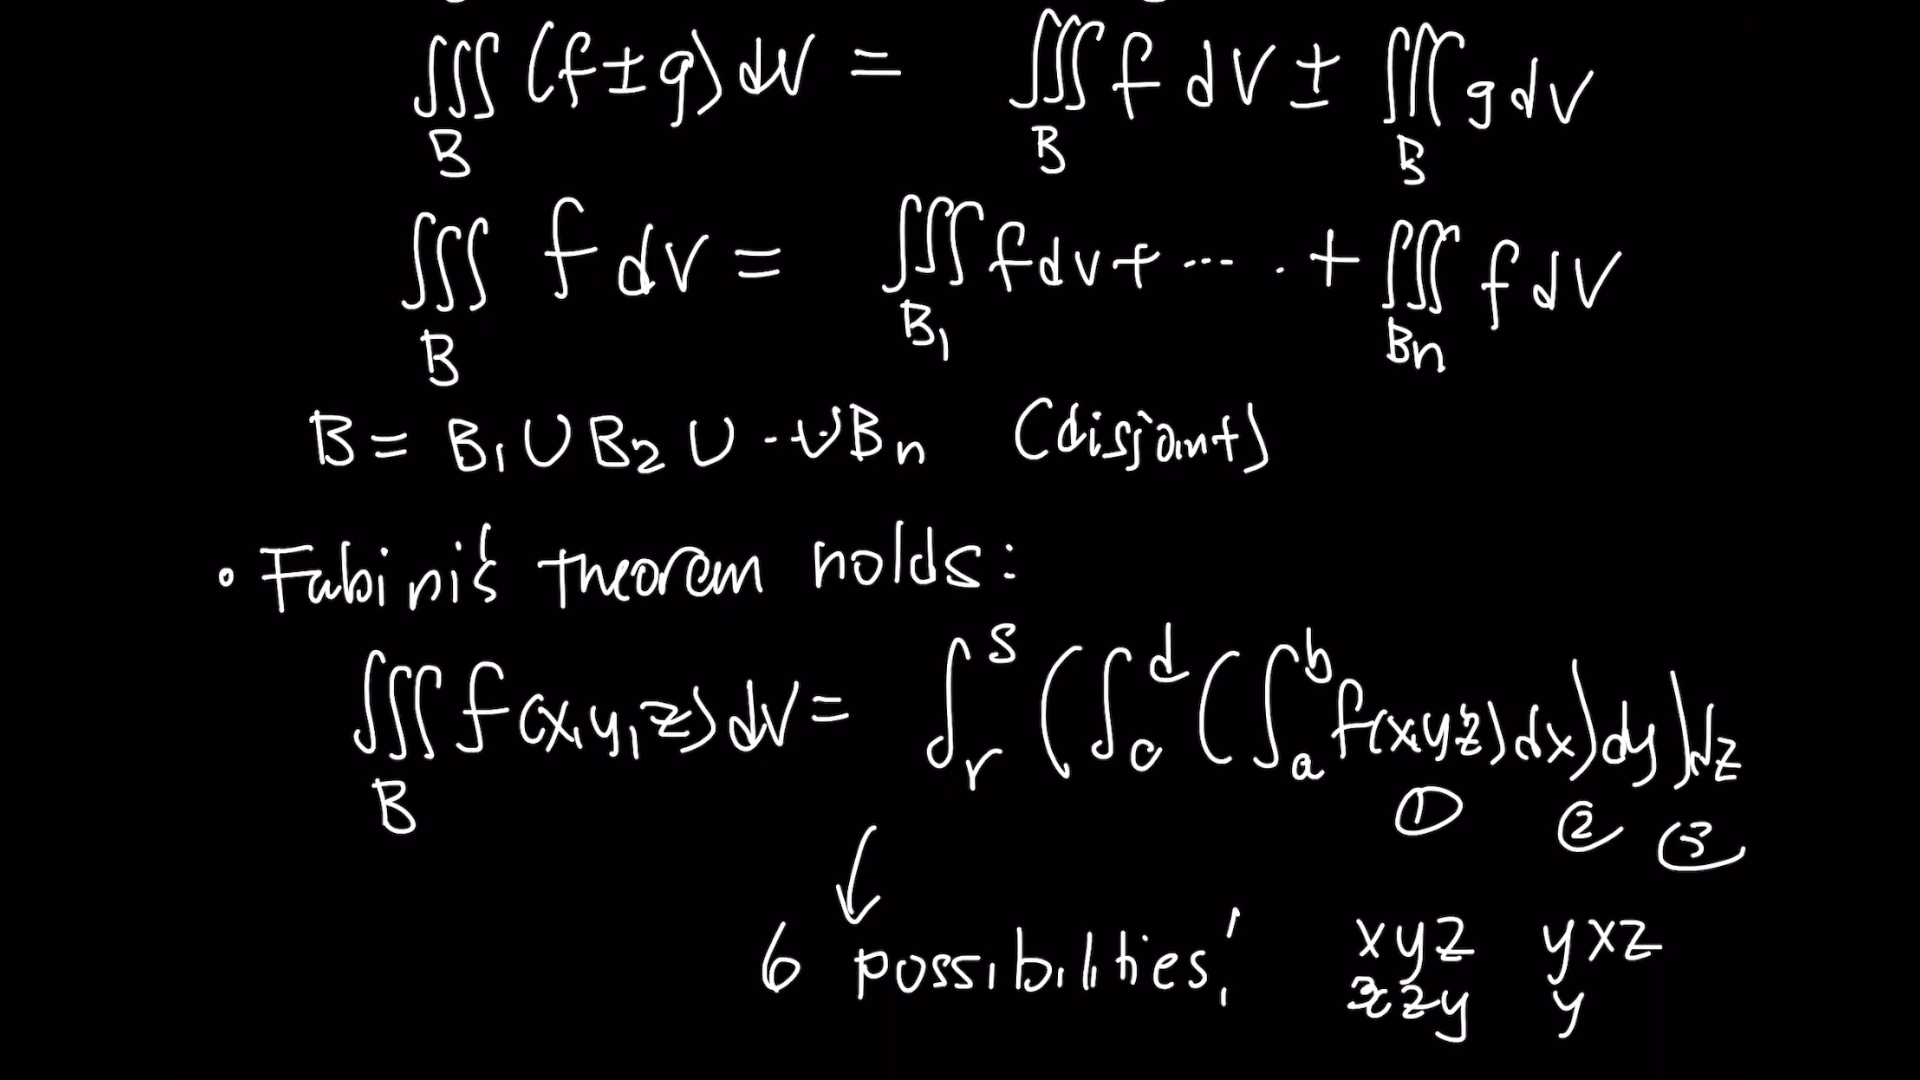 ∭_B (f ± g) dV = ∭_B f dV ± ∭_B g dV
∭_B f dV = ∭_{B_1} f dV + ··· · + ∭_{B_n} f dV
B = B_1 ∪ B_2 ∪ ·· ∪ B_n (disjoint)
• Fubini's theorem holds:
∭_B f(x,y,z) dV = ∫_r^s (∫_c^d (∫_a^b f(xyz) dx) dy) dz
① ② ③
↓
6 possibilities! xyz yxz
xzy y